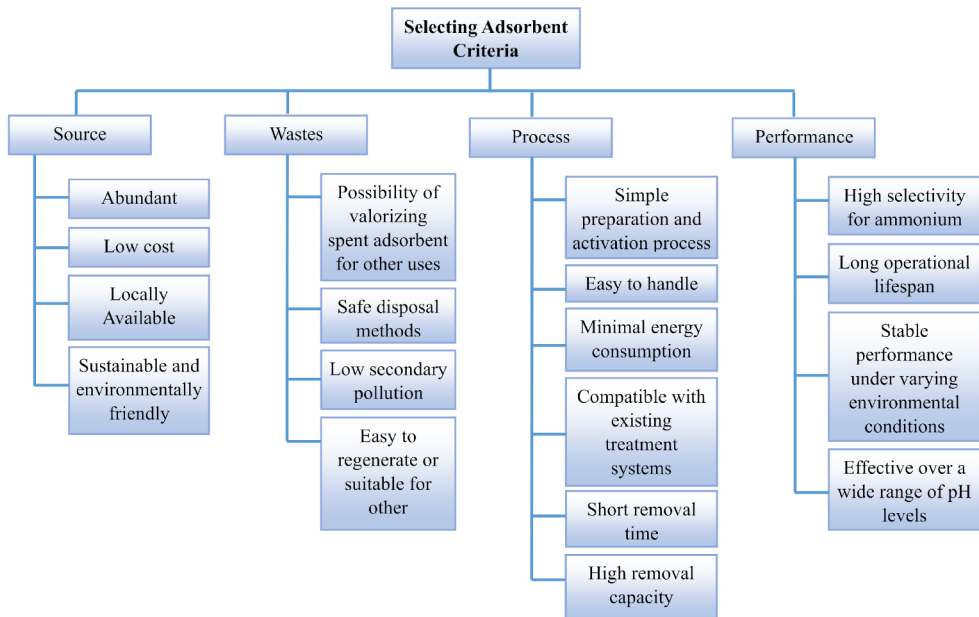 Selecting Adsorbent
Criteria
Source
Abundant
Low cost
Locally
Available
Sustainable and
environmentally
friendly
Wastes
Possibility of
valorizing
spent adsorbent
for other uses
Safe disposal
methods
Low secondary
pollution
Easy to
regenerate or
suitable for
other
Process
Simple
preparation and
activation process
Easy to handle
Minimal energy
consumption
Compatible with
existing
treatment
systems
Short removal
time
High removal
capacity
Performance
High selectivity
for ammonium
Long operational
lifespan
Stable
performance
under varying
environmental
conditions
Effective over a
wide range of pH
levels